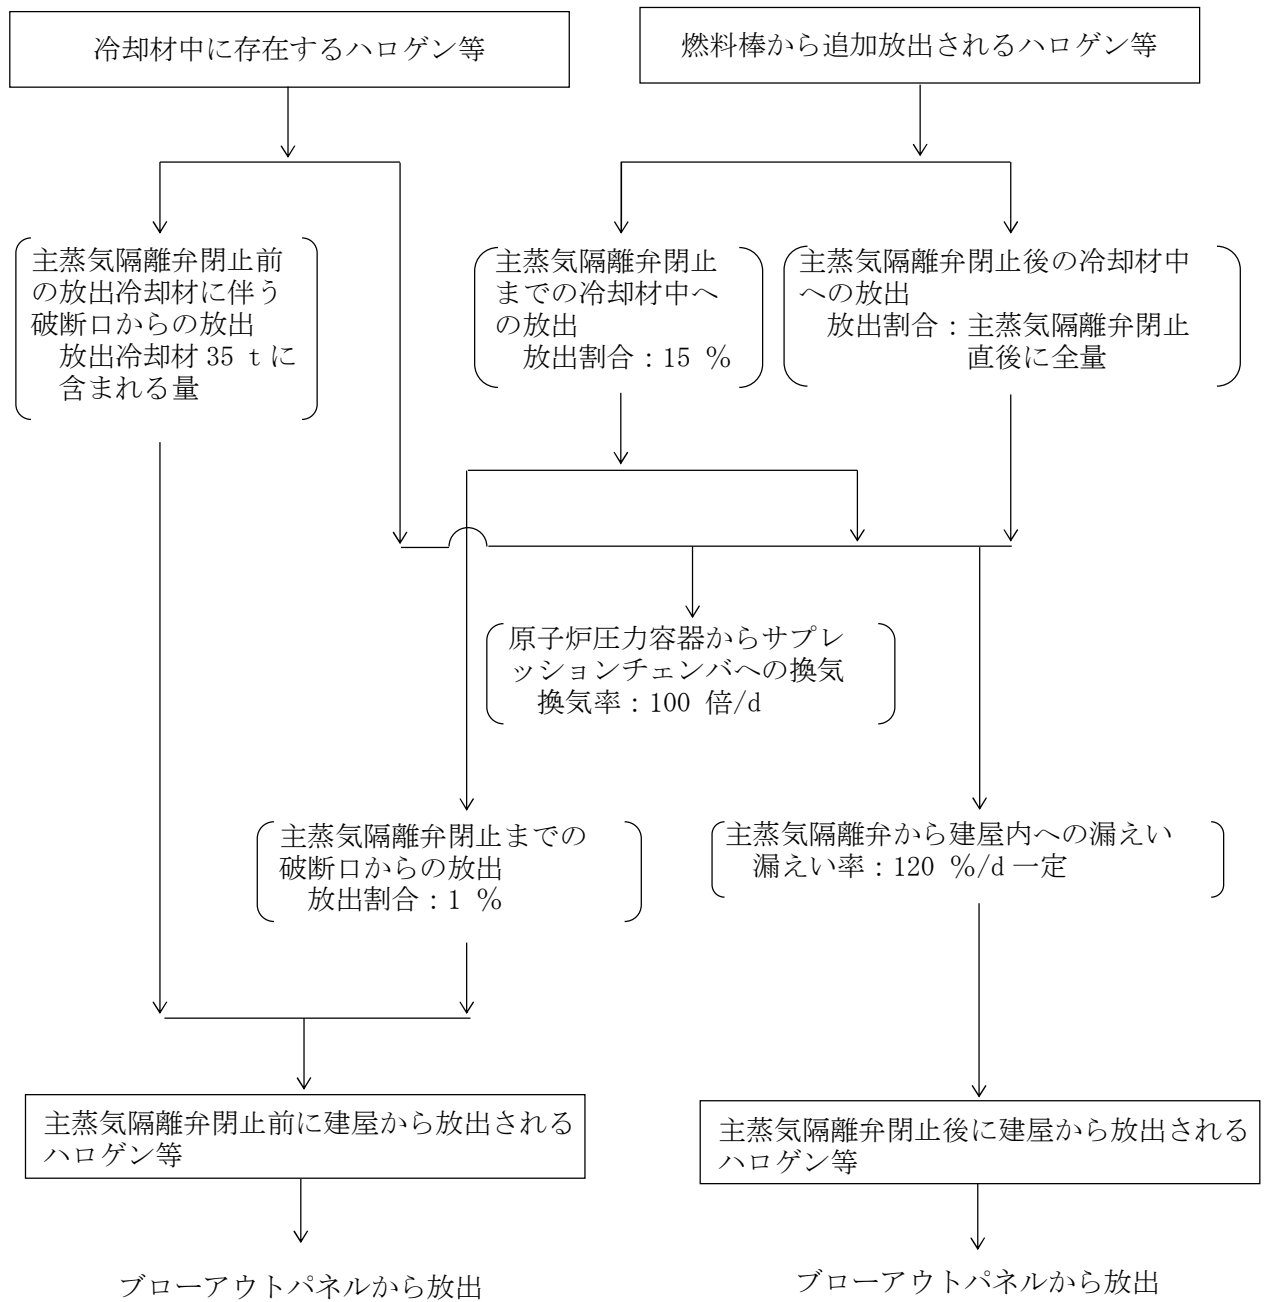 冷却材中に存在するハロゲン等
燃料棒から追加放出されるハロゲン等
主蒸気隔離弁閉止前
の放出冷却材に伴う
破断口からの放出
放出冷却材 35 t に
含まれる量
主蒸気隔離弁閉止
までの冷却材中へ
の放出
放出割合：15 %
主蒸気隔離弁閉止後の冷却材中
への放出
放出割合：主蒸気隔離弁閉止
直後に全量
原子炉圧力容器からサプレ
ッションチェンバへの換気
換気率：100 倍/d
主蒸気隔離弁閉止までの
破断口からの放出
放出割合：1 %
主蒸気隔離弁から建屋内への漏えい
漏えい率：120 %/d 一定
主蒸気隔離弁閉止前に建屋から放出される
ハロゲン等
主蒸気隔離弁閉止後に建屋から放出される
ハロゲン等
ブローアウトパネルから放出
ブローアウトパネルから放出